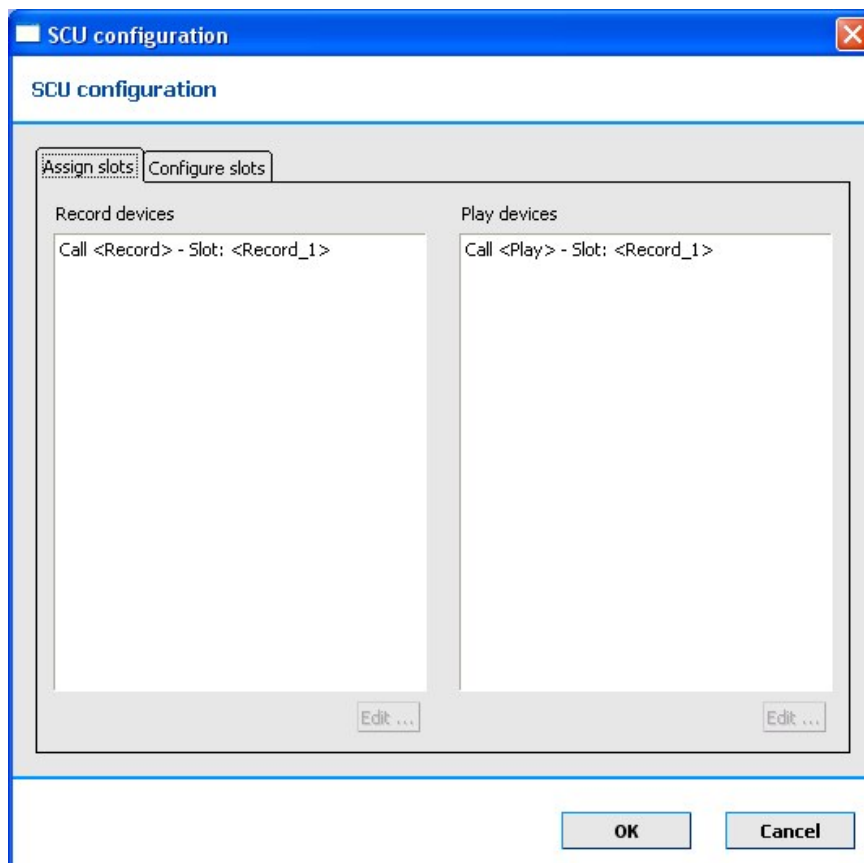 SCU configuration
SCU configuration
Assign slots Configure slots
Record devices Play devices
Call <Record> - Slot: <Record_1> Call <Play> - Slot: <Record_1>
Edit ... Edit ...
OK Cancel